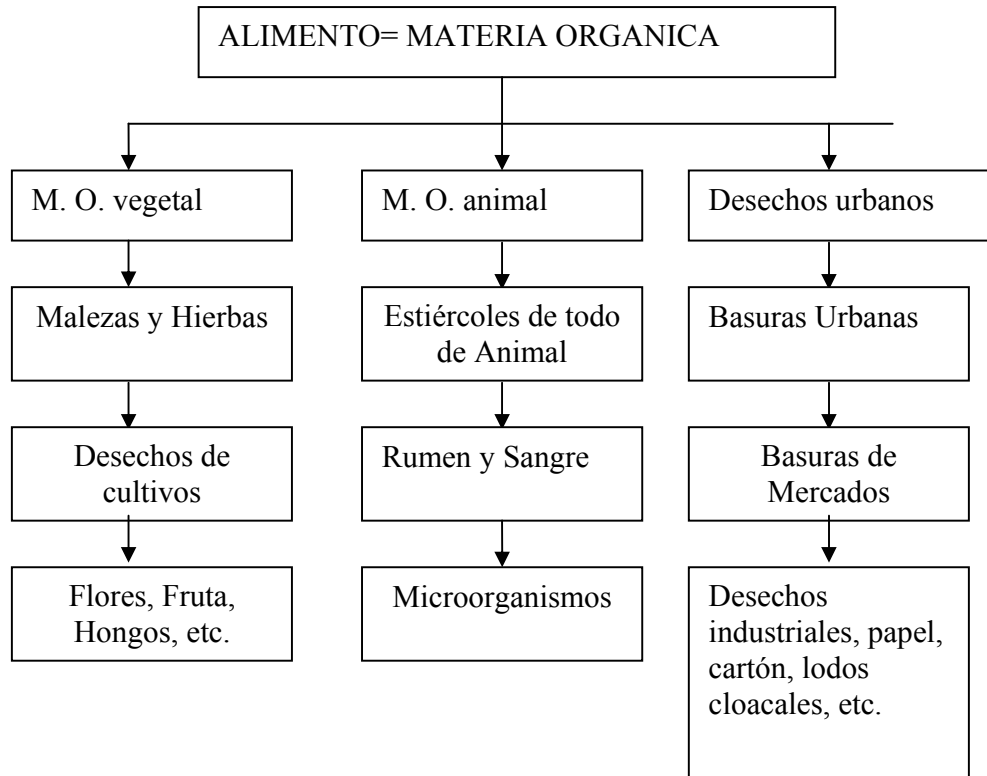 ALIMENTO= MATERIA ORGANICA
M. O. vegetal
M. O. animal
Desechos urbanos
Malezas y Hierbas
Estiércoles de todo
de Animal
Basuras Urbanas
Desechos de
cultivos
Rumen y Sangre
Basuras de
Mercados
Flores, Fruta,
Hongos, etc.
Microorganismos
Desechos
industriales, papel,
cartón, lodos
cloacales, etc.